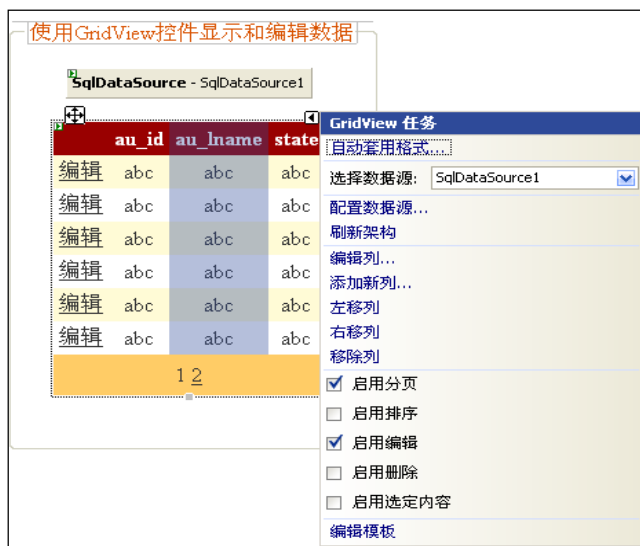 使用GridView控件显示和编辑数据
SqlDataSource - SqlDataSource1
au_id au_lname state
编辑 abc abc abc
编辑 abc abc abc
编辑 abc abc abc
编辑 abc abc abc
编辑 abc abc abc
编辑 abc abc abc
1 2
GridView 任务
自动套用格式...
选择数据源: SqlDataSource1
配置数据源...
刷新架构
编辑列...
添加新列...
左移列
右移列
移除列
启用分页
启用排序
启用编辑
启用删除
启用选定内容
编辑模板